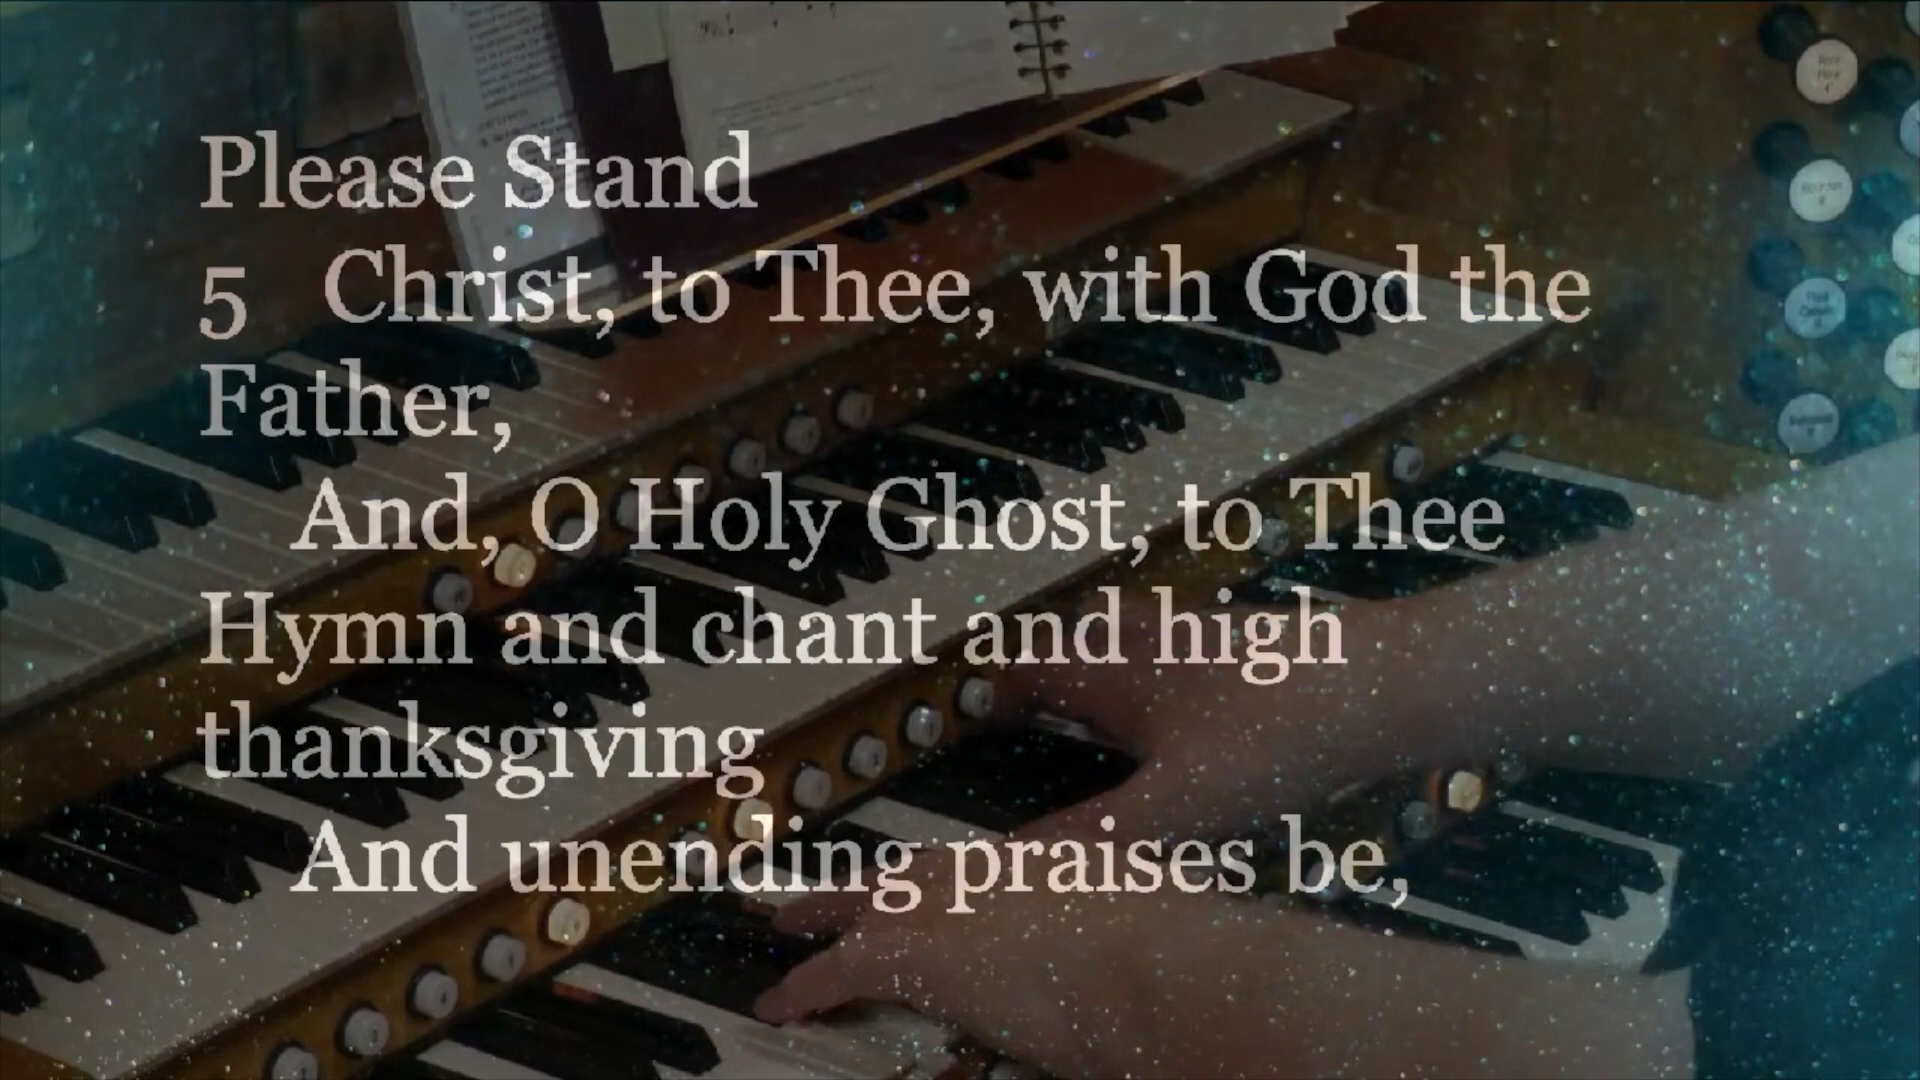 Please Stand
5 Christ, to Thee, with God the
Father,
And, O Holy Ghost, to Thee
Hymn and chant and high
thanksgiving
And unending praises be,